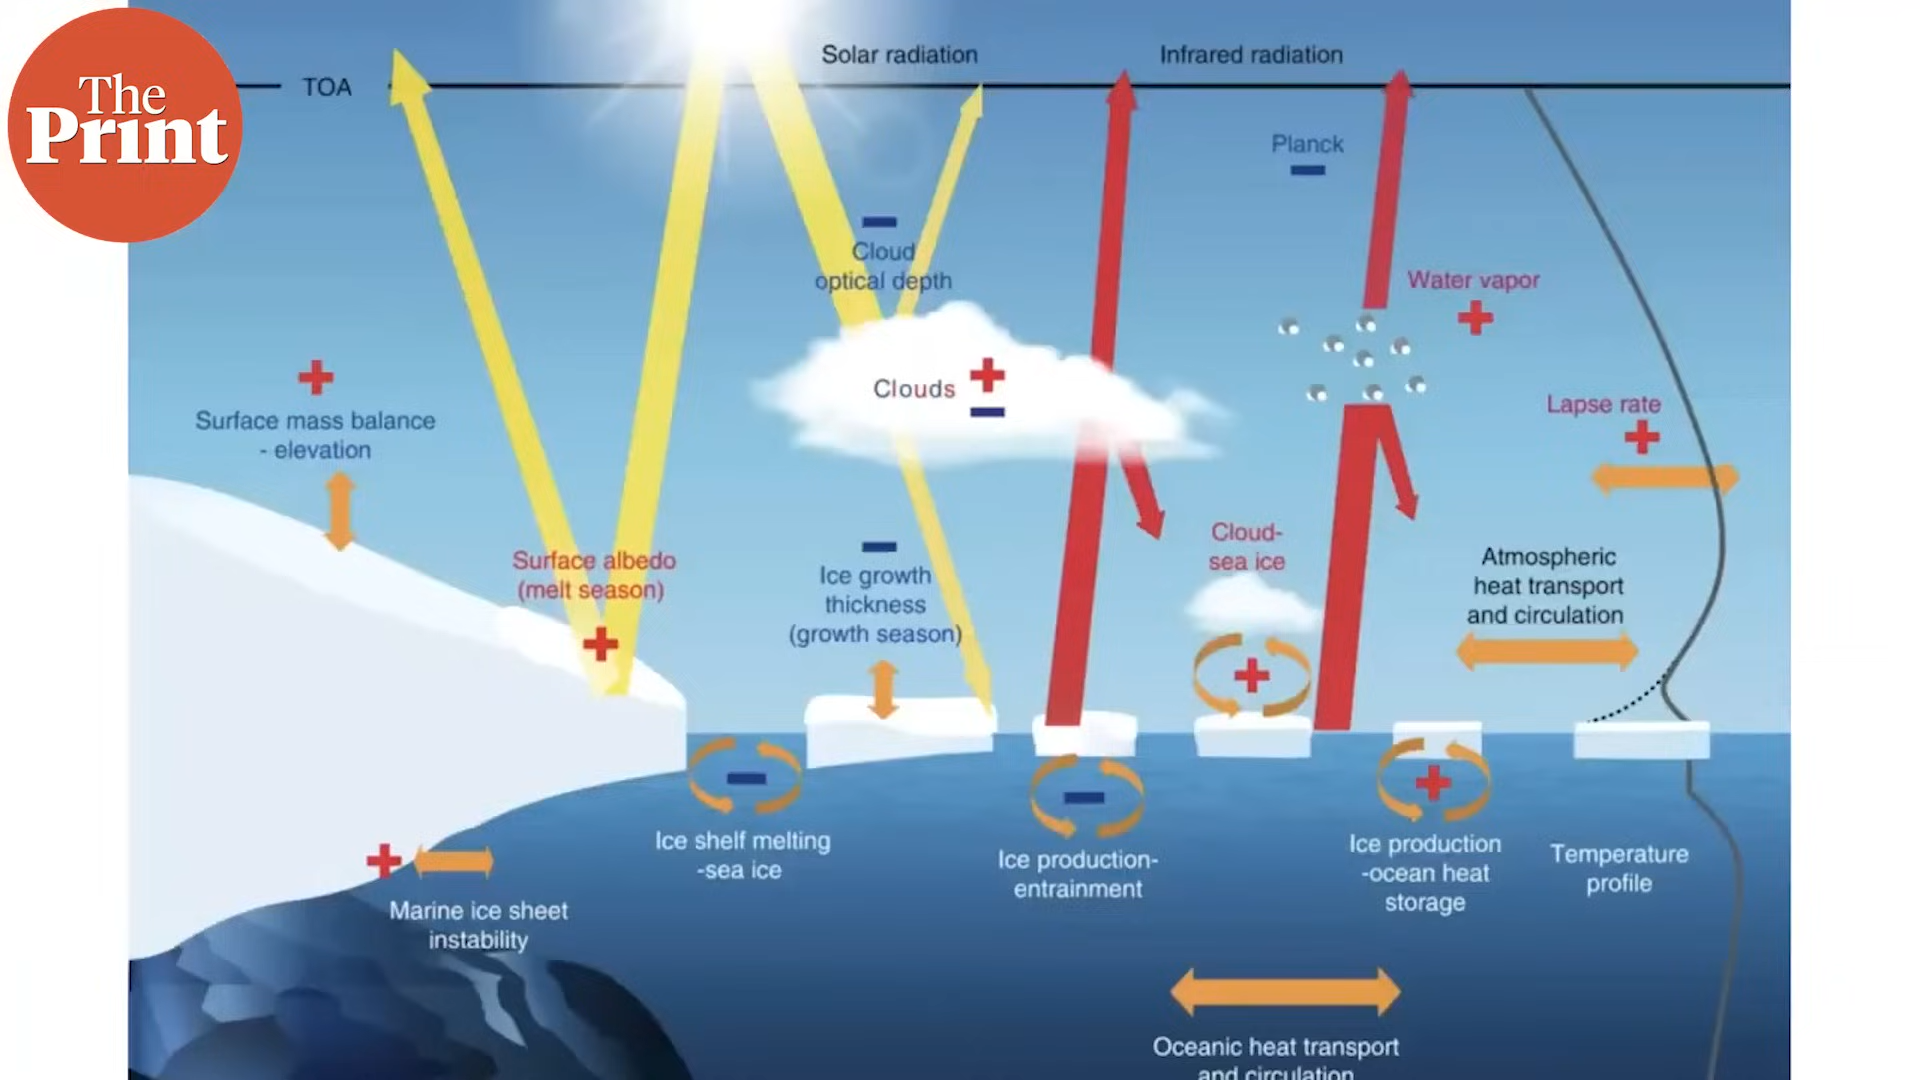 The
Print
TOA
Solar radiation
Infrared radiation
Planck
Cloud
optical depth
Water vapor
Clouds
Surface mass balance
- elevation
Lapse rate
Surface albedo
(melt season)
Ice growth
thickness
(growth season)
Cloud-
sea ice
Atmospheric
heat transport
and circulation
Ice shelf melting
-sea ice
Ice production-
entrainment
Ice production
-ocean heat
storage
Temperature
profile
Marine ice sheet
instability
Oceanic heat transport
and circulation